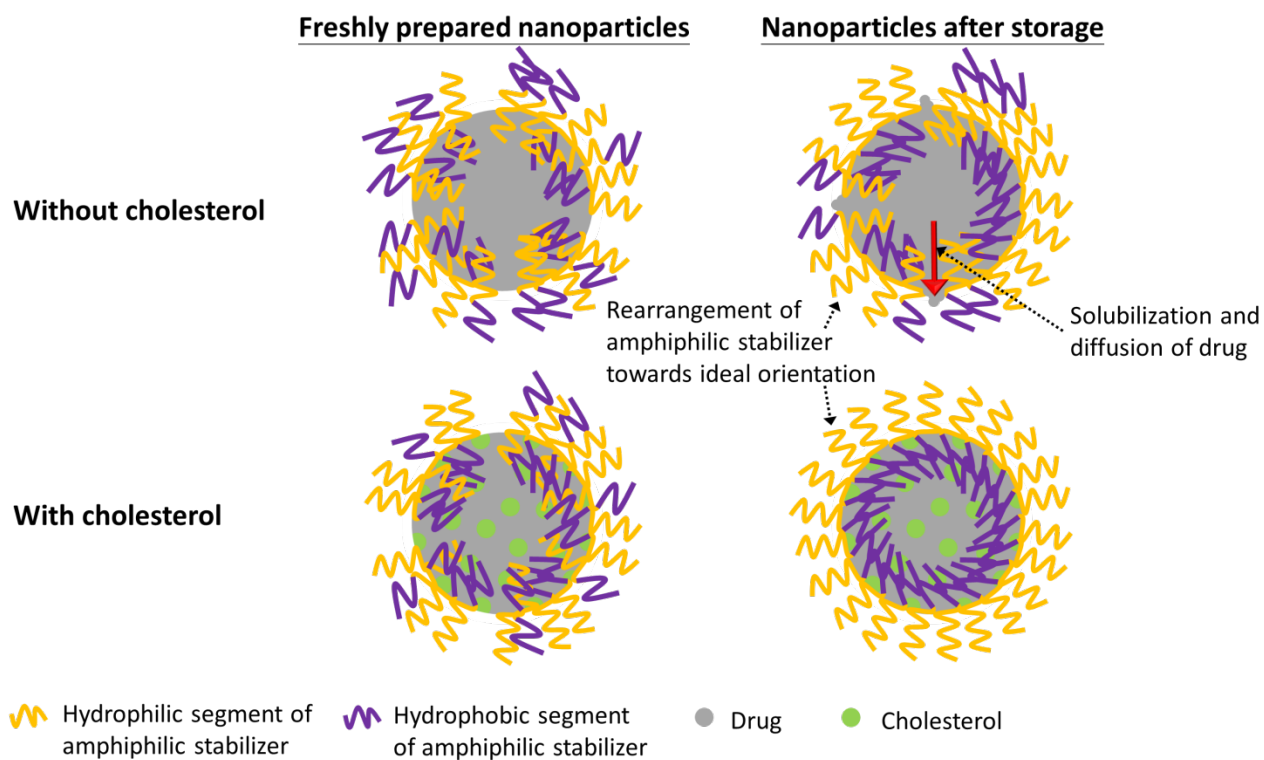 Freshly prepared nanoparticles
Nanoparticles after storage
Without cholesterol
Rearrangement of
amphiphilic stabilizer
towards ideal orientation
Solubilization and
diffusion of drug
With cholesterol
Hydrophilic segment of
amphiphilic stabilizer
Hydrophobic segment
of amphiphilic stabilizer
Drug
Cholesterol